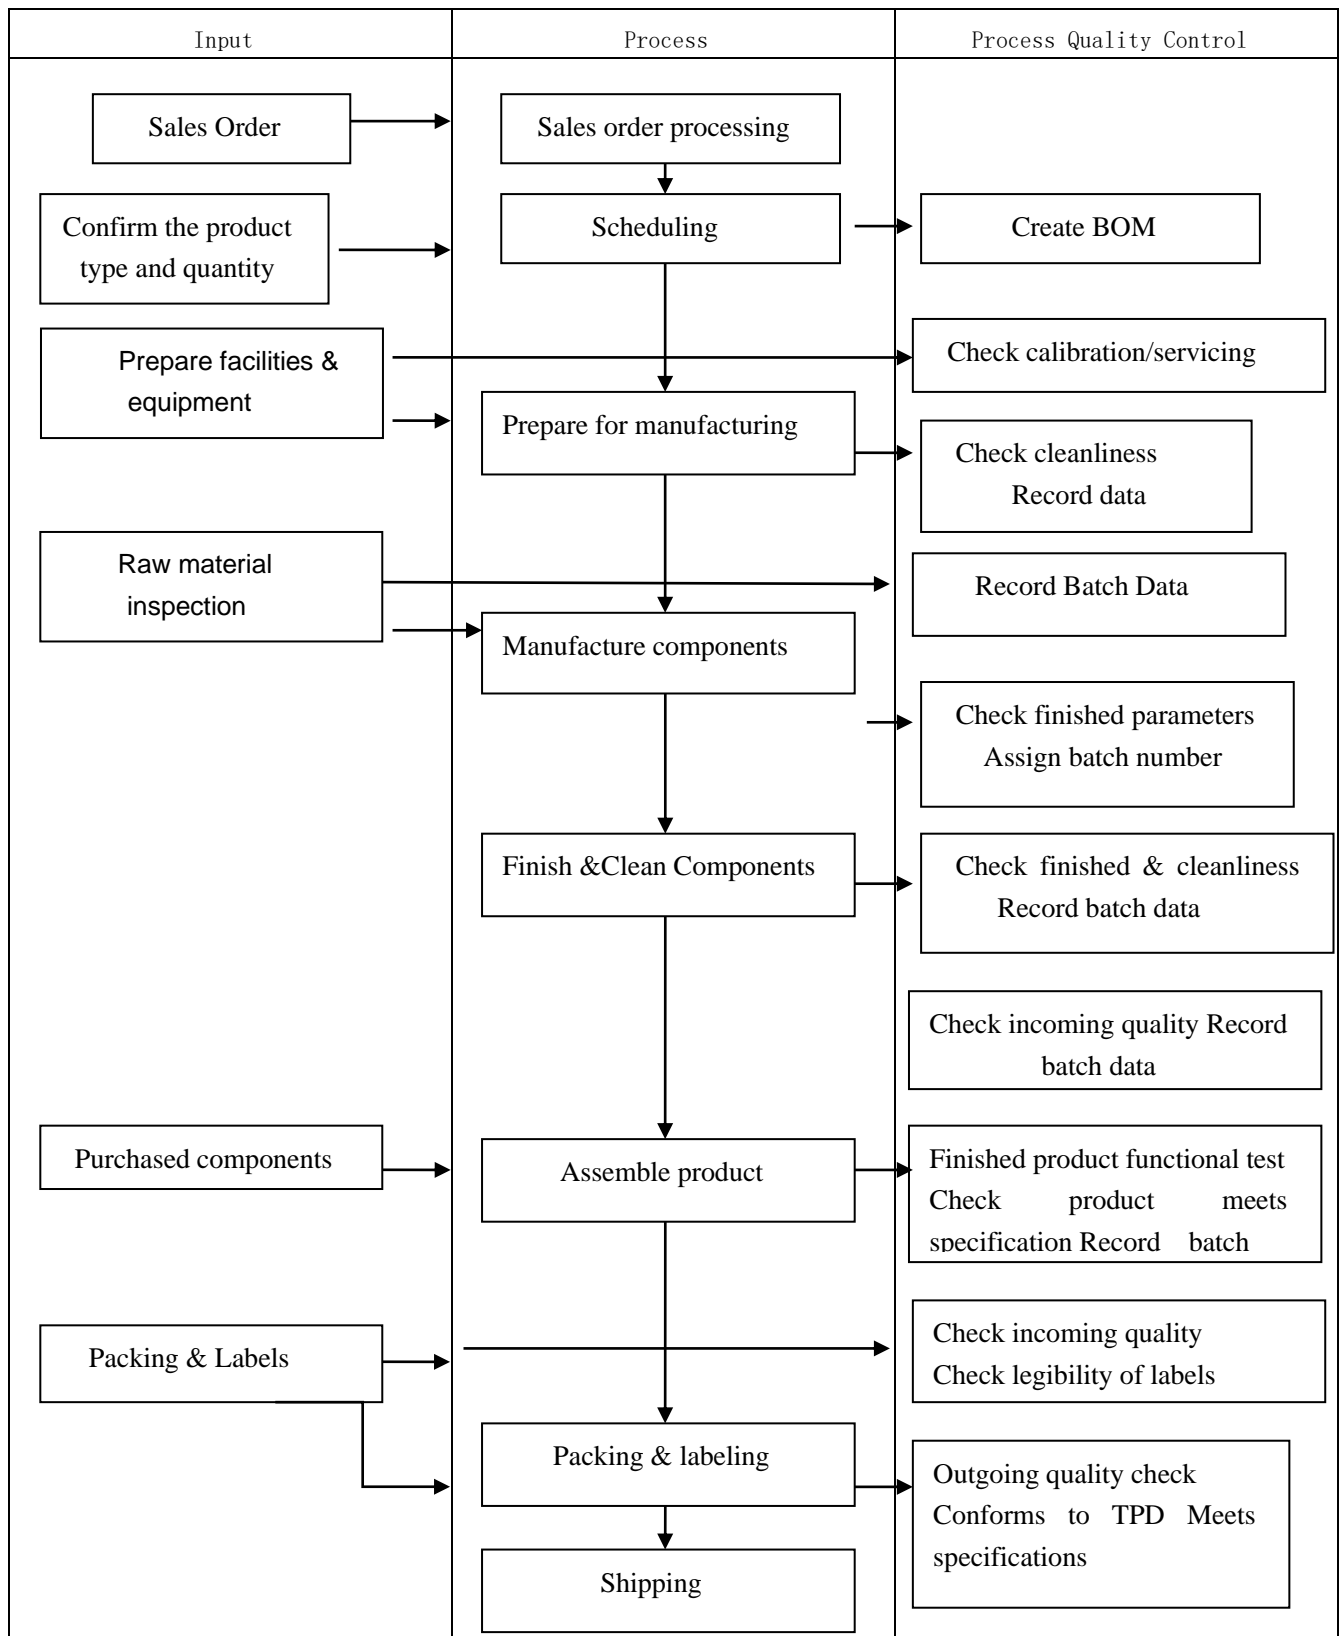 Input
Process
Process Quality Control
Sales Order
Sales order processing
Confirm the product
type and quantity
Scheduling
Create BOM
Prepare facilities &
equipment
Check calibration/servicing
Prepare for manufacturing
Check cleanliness
Record data
Raw material
inspection
Record Batch Data
Manufacture components
Check finished parameters
Assign batch number
Finish &Clean Components
Check finished & cleanliness
Record batch data
Check incoming quality Record
batch data
Purchased components
Assemble product
Finished product functional test
Check product meets
specification Record batch
Packing & Labels
Check incoming quality
Check legibility of labels
Packing & labeling
Outgoing quality check
Conforms to TPD Meets
specifications
Shipping